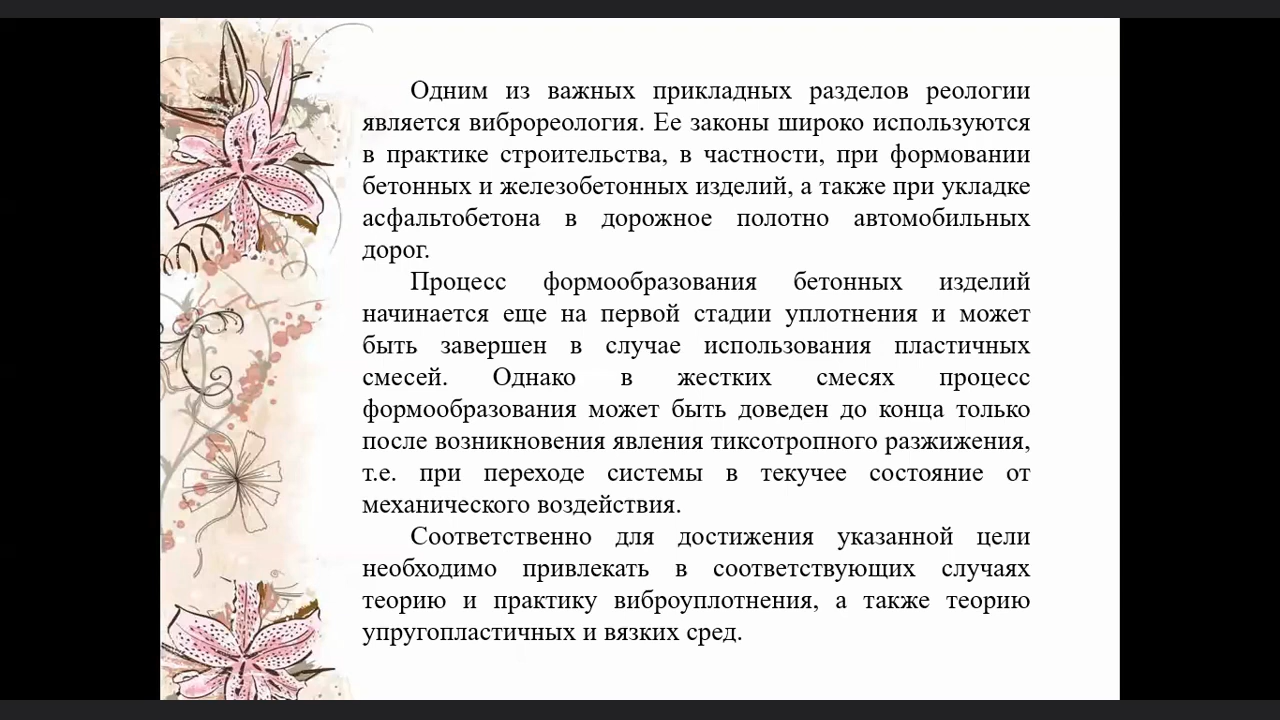 Одним из важных прикладных разделов реологии
является виброреология. Ее законы широко используются
в практике строительства, в частности, при формовании
бетонных и железобетонных изделий, а также при укладке
асфальтобетона в дорожное полотно автомобильных
дорог.
Процесс формообразования бетонных изделий
начинается еще на первой стадии уплотнения и может
быть завершен в случае использования пластичных
смесей. Однако в жестких смесях процесс
формообразования может быть доведен до конца только
после возникновения явления тиксотропного разжижения,
т.е. при переходе системы в текучее состояние от
механического воздействия.
Соответственно для достижения указанной цели
необходимо привлекать в соответствующих случаях
теорию и практику виброуплотнения, а также теорию
упругопластичных и вязких сред.